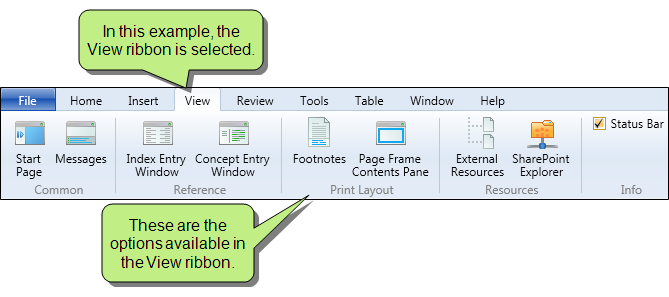 In this example, the
View ribbon is selected.
File Home Insert View Review Tools Table Window Help
Start
Page
Messages
Index Entry
Window
Concept Entry
Window
Footnotes
Page Frame
Contents Pane
External
Resources
SharePoint
Explorer
Status Bar
Common Reference Print Layout Resources Info
These are the
options available in
the View ribbon.